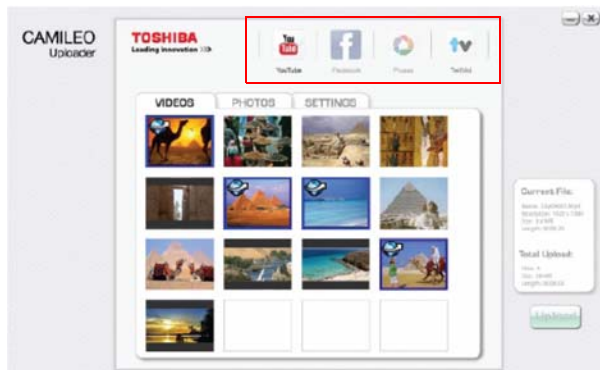 CAMILEO
Uploader
TOSHIBA
Leading Innovation >>>
YouTube
Facebook
Picasa
TwitVid
VIDEOS
PHOTOS
SETTINGS
Current File:
Total Upload:
Upload